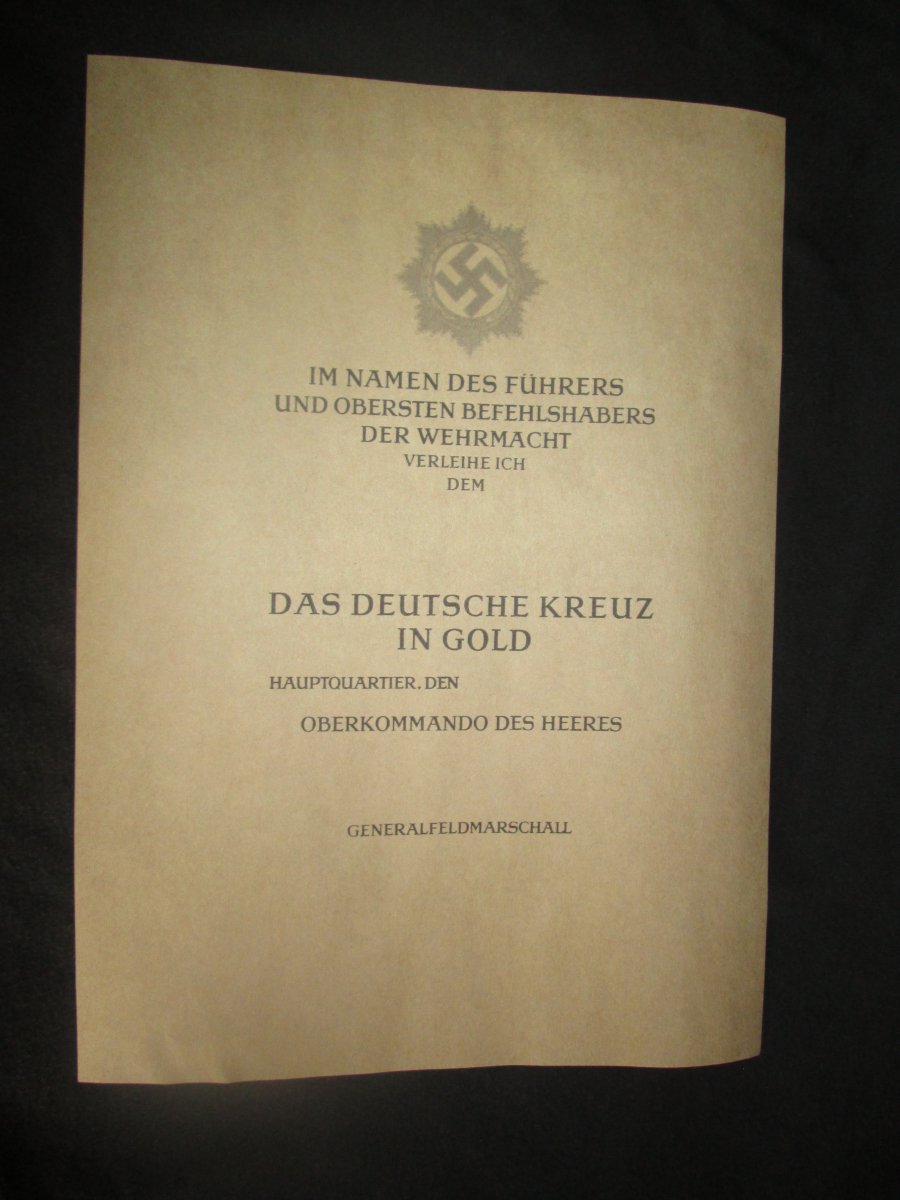 IM NAMEN DES FÜHRERS
UND OBERSTEN BEFEHLSHABERS
DER WEHRMACHT
VERLEIHE ICH
DEM
DAS DEUTSCHE KREUZ
IN GOLD
HAUPTQUARTIER, DEN
OBERKOMMANDO DES HEERES
GENERALFELDMARSCHALL